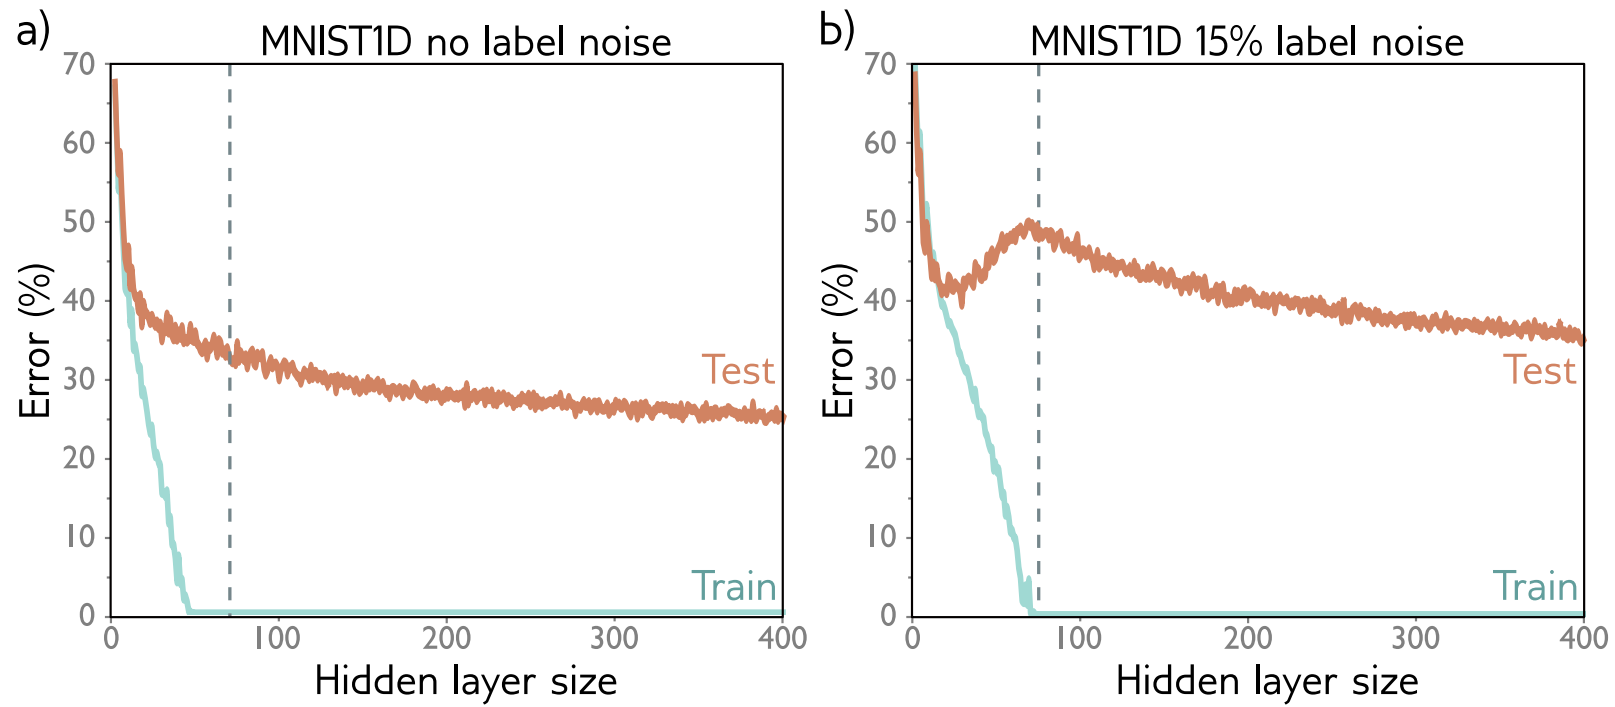 a)
MNIST1D no label noise
70
60
50
40
30
20
10
0
Error (%)
Test
Train
0 100 200 300 400
Hidden layer size
b)
MNIST1D 15% label noise
70
60
50
40
30
20
10
0
Error (%)
Test
Train
0 100 200 300 400
Hidden layer size